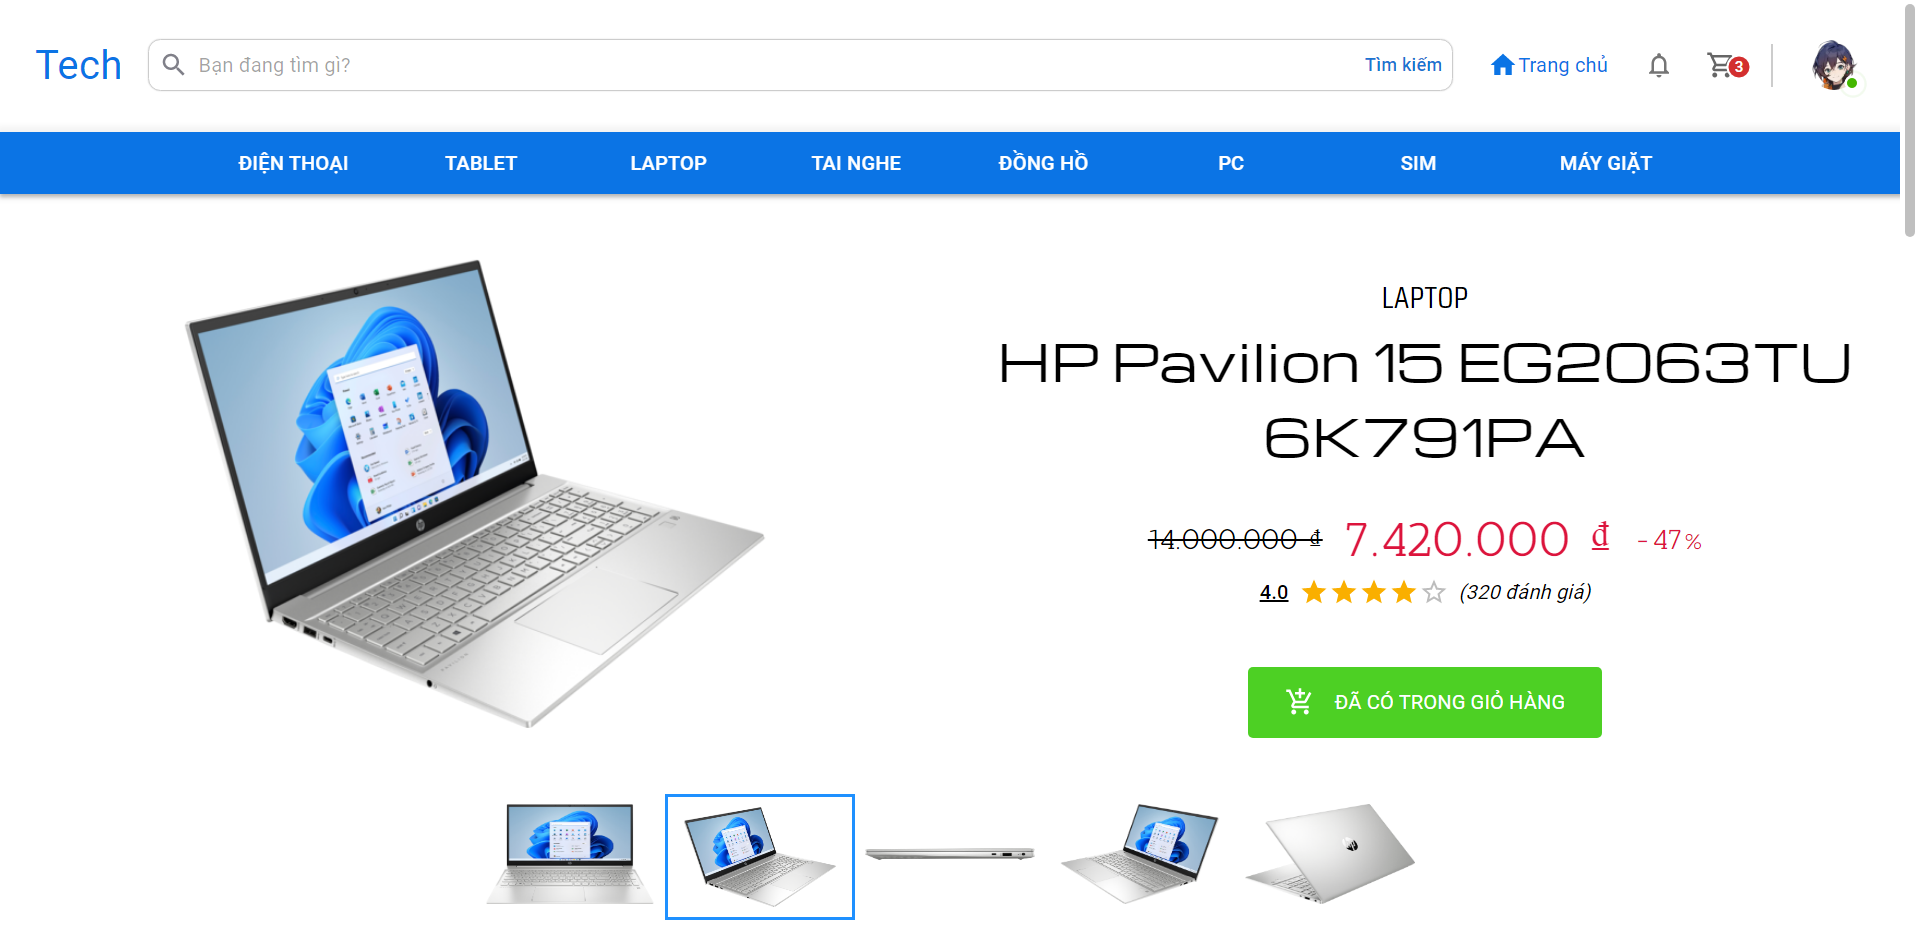 Tech
Bạn đang tìm gì?
Tìm kiếm
Trang chủ
3
ĐIỆN THOẠI
TABLET
LAPTOP
TAI NGHE
ĐỒNG HỒ
PC
SIM
MÁY GIẶT
LAPTOP
HP Pavilion 15 EG2063TU
6K791PA
14.000.000 ₫ 7.420.000 ₫ - 47%
4.0 (320 đánh giá)
ĐÃ CÓ TRONG GIỎ HÀNG